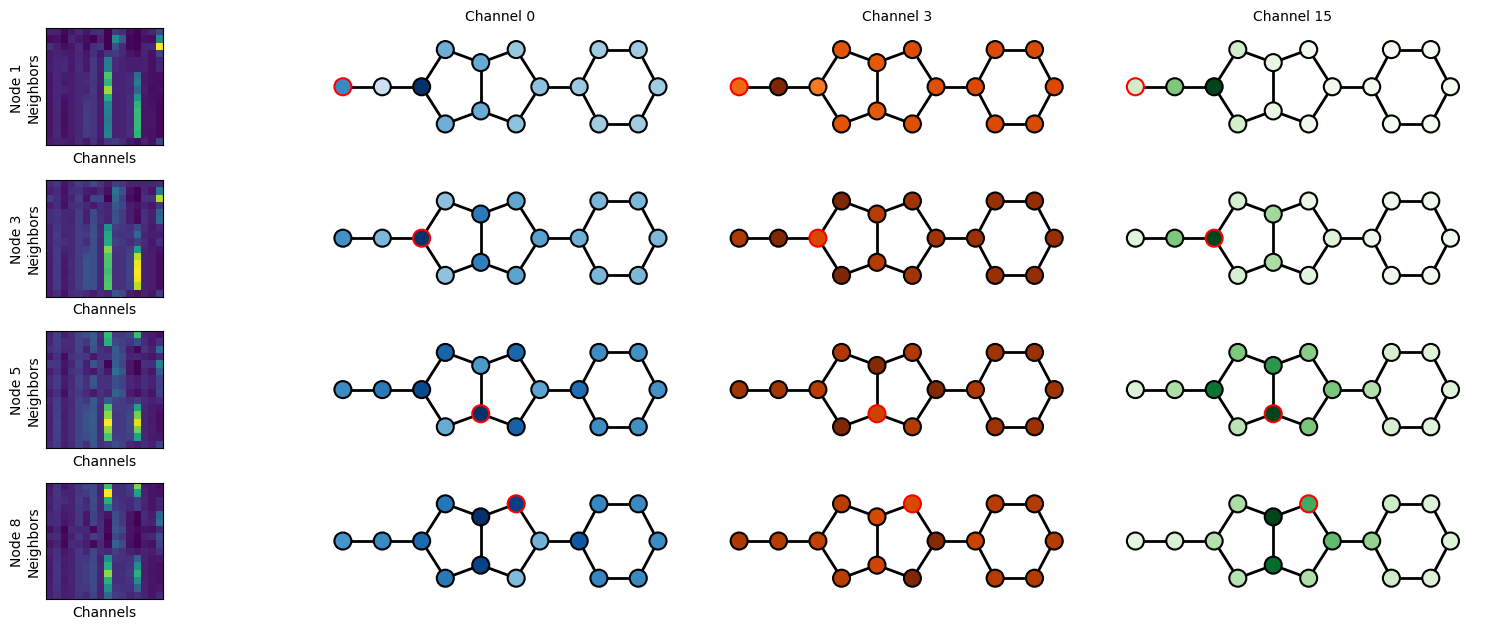 Channel 0
Channel 3
Channel 15
Node 1
Neighbors
Channels
Node 3
Neighbors
Channels
Node 5
Neighbors
Channels
Node 8
Neighbors
Channels